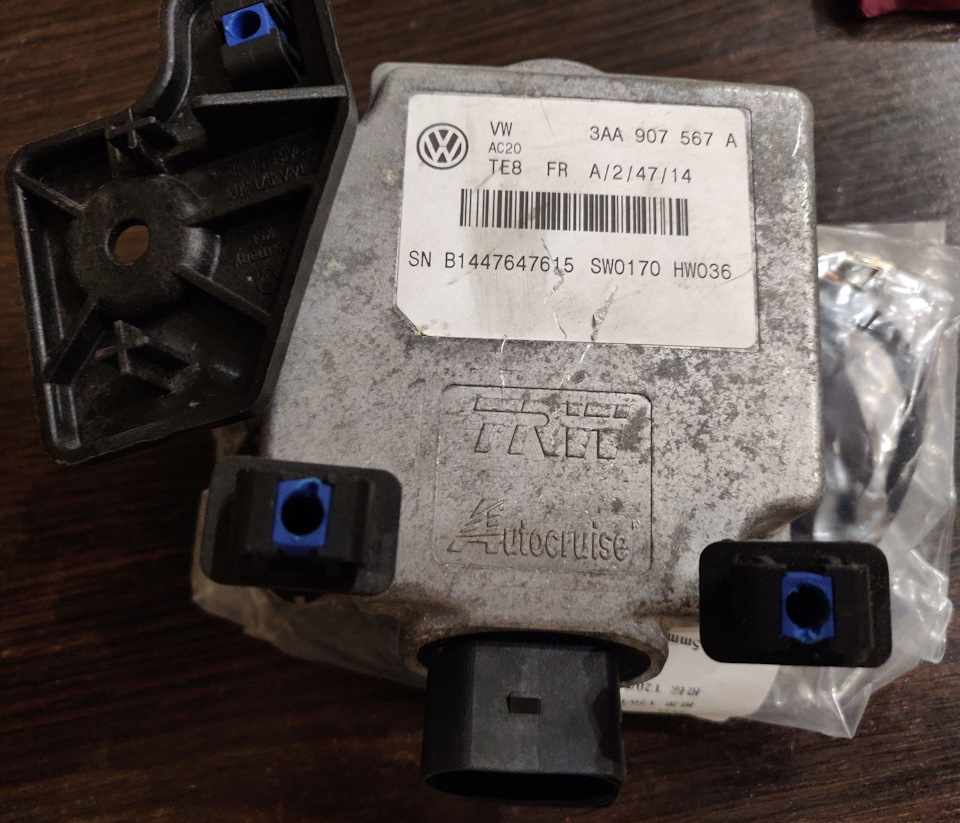 VW 3AA 907 567 A
AC20
TE8 FR A/2/47/14
SN B1447647615 SW0170 HW036
TRW
Autocruise